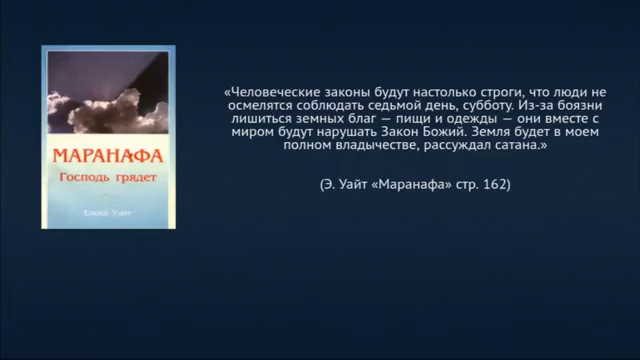 МАРАНАФА
Господь грядет
Елена Уайт
«Человеческие законы будут настолько строги, что люди не
осмелятся соблюдать седьмой день, субботу. Из-за боязни
лишиться земных благ — пищи и одежды — они вместе с
миром будут нарушать Закон Божий. Земля будет в моем
полном владычестве, рассуждал сатана.»
(Э. Уайт «Маранафа» стр. 162)